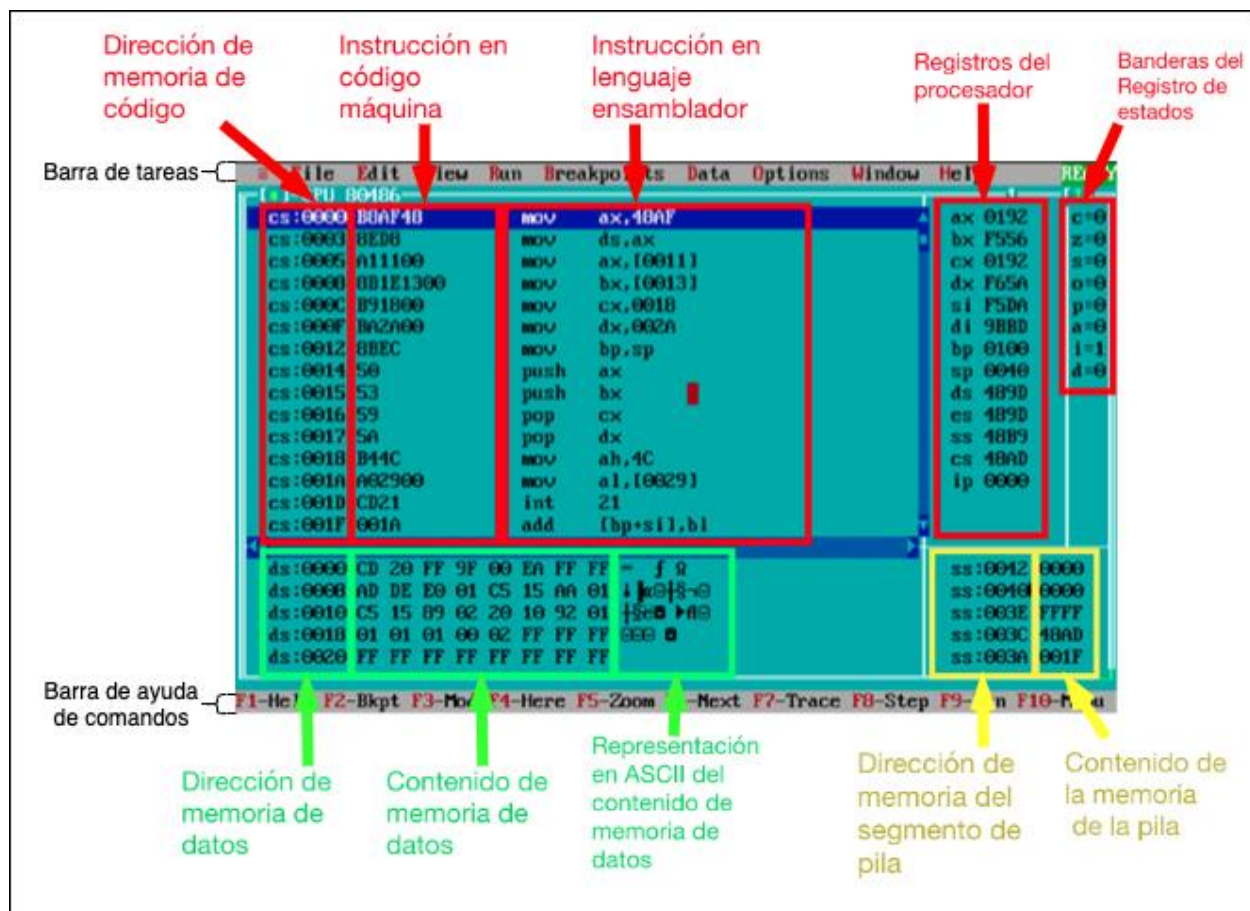 Dirección de
memoria de
código
Instrucción en
código
máquina
Instrucción en
lenguaje
ensamblador
Registros del
procesador
Banderas del
Registro de
estados
Barra de tareas
File Edit View Run Breakpoints Data Options Window Help READY
CPU 80486 1
cs:0000 B8AF48 mov ax,48AF
cs:0003 8ED8 mov ds,ax
cs:0005 A11100 mov ax,[0011]
cs:0008 8B1E1300 mov bx,[0013]
cs:000C B91800 mov cx,0018
cs:000F BA2A00 mov dx,002A
cs:0012 8BEC mov bp,sp
cs:0014 50 push ax
cs:0015 53 push bx
cs:0016 59 pop cx
cs:0017 5A pop dx
cs:0018 B44C mov ah,4C
cs:001A A02900 mov al,[0029]
cs:001D CD21 int 21
cs:001F 001A add [bp+si],bl
ax 0192 c=0
bx F556 z=0
cx 0192 s=0
dx F65A o=0
si F5DA p=0
di 9BBD a=0
bp 0100 i=1
sp 0040 d=0
ds 489D
es 489D
ss 48B9
cs 48AD
ip 0000
ds:0000 CD 20 FF 9F 00 EA FF FF
ds:0008 AD DE E0 01 C5 15 AA 01
ds:0010 C5 15 89 02 20 10 92 01
ds:0018 01 01 01 00 02 FF FF FF
ds:0020 FF FF FF FF FF FF FF FF
ss:0042 0000
ss:0040 0000
ss:003E FFFF
ss:003C 48AD
ss:003A 001F
Barra de ayuda
de comandos
F1-Help F2-Bkpt F3-Mod F4-Here F5-Zoom -Next F7-Trace F8-Step F9-Run F10-Menu
Dirección de
memoria de
datos
Contenido de
memoria de
datos
Representación
en ASCII del
contenido de
memoria de
datos
Dirección de
memoria del
segmento de
pila
Contenido de
la memoria
de la pila